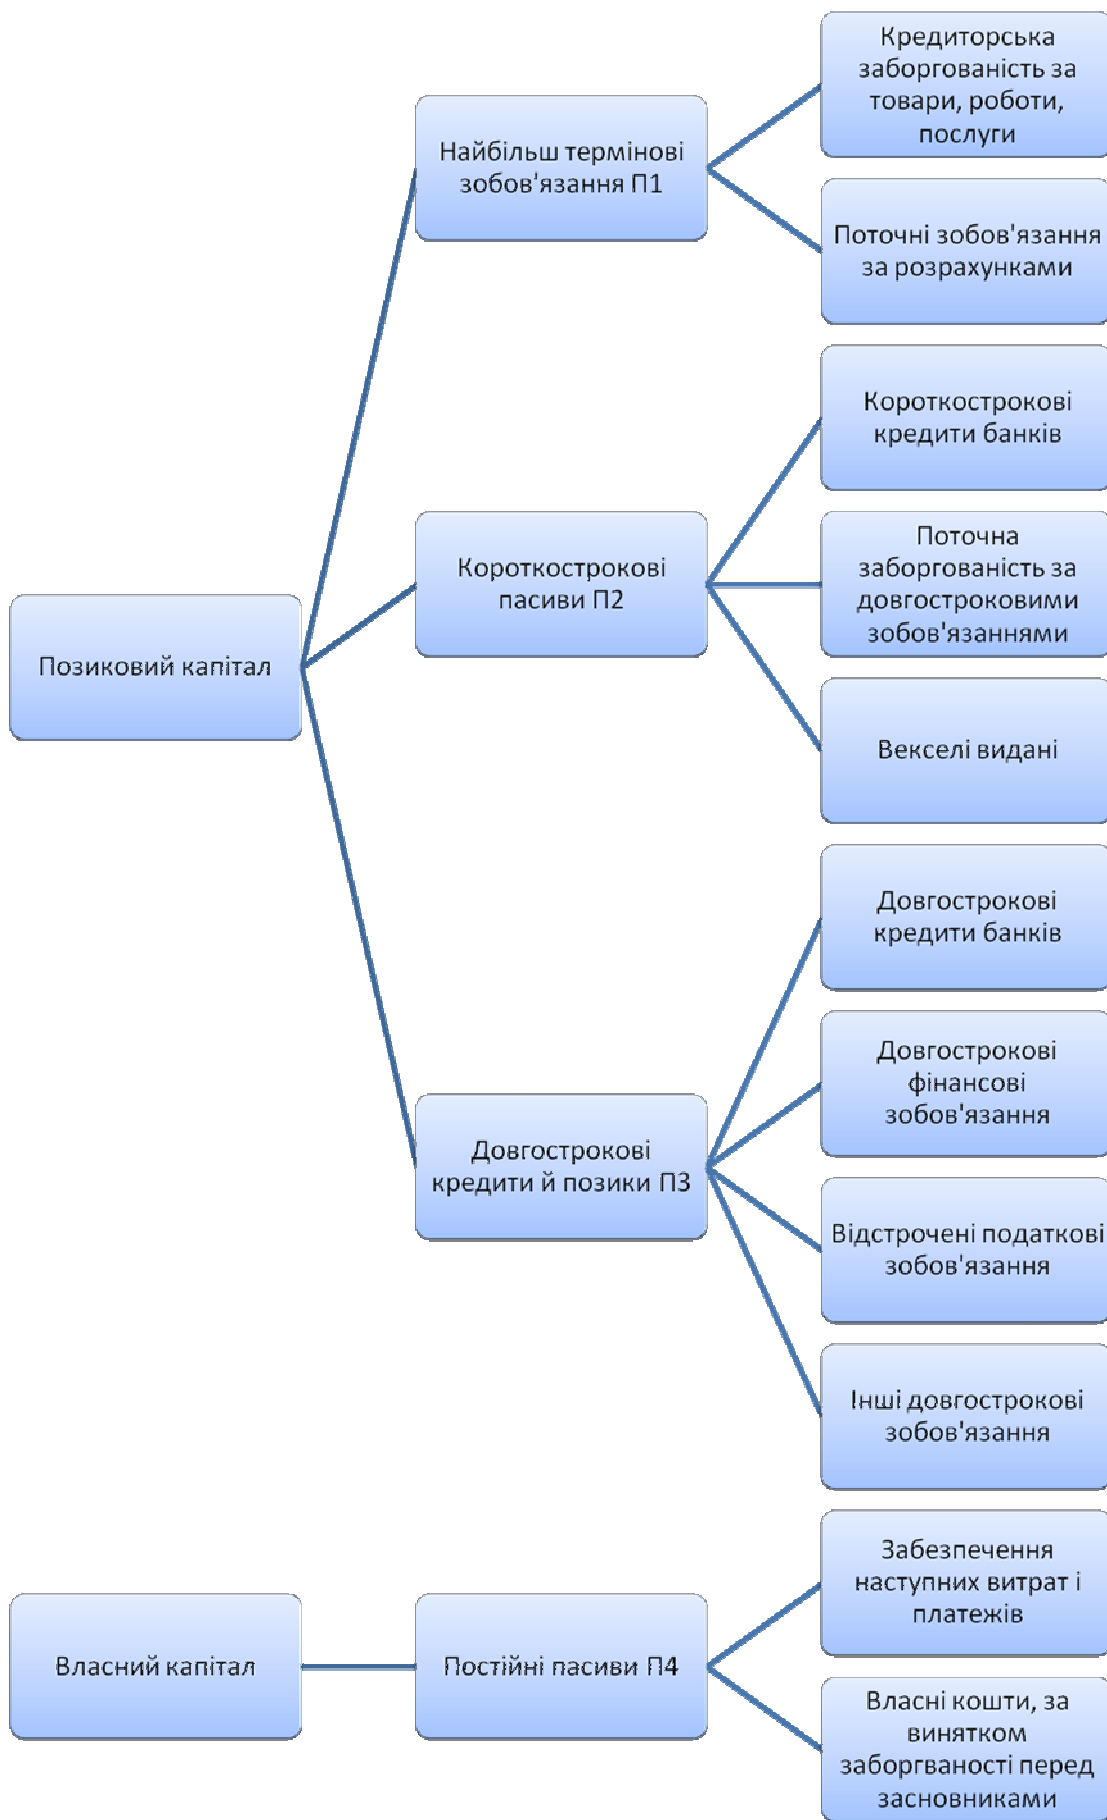 Позиковий капітал
Найбільш термінові
зобов'язання П1
Кредиторська
заборгованість за
товари, роботи,
послуги
Поточні зобов'язання
за розрахунками
Короткострокові
пасиви П2
Короткострокові
кредити банків
Поточна
заборгованість за
довгостроковими
зобов'язаннями
Векселі видані
Довгострокові
кредити й позики П3
Довгострокові
кредити банків
Довгострокові
фінансові
зобов'язання
Відстрочені податкові
зобов'язання
Інші довгострокові
зобов'язання
Власний капітал
Постійні пасиви П4
Забезпечення
наступних витрат і
платежів
Власні кошти, за
винятком
заборгваності перед
засновниками